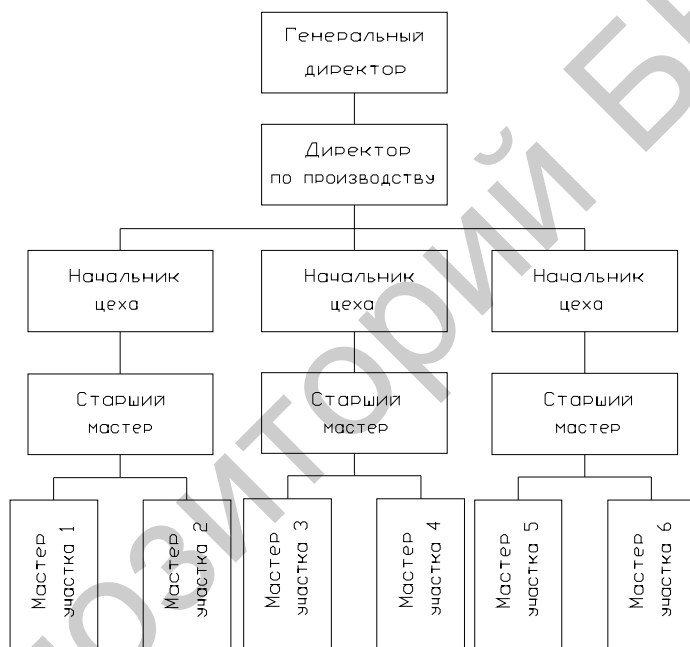 Генеральный
директор
Директор
по производству
Начальник
цеха
Начальник
цеха
Начальник
цеха
Старший
мастер
Старший
мастер
Старший
мастер
Мастер
участка 1
Мастер
участка 2
Мастер
участка 3
Мастер
участка 4
Мастер
участка 5
Мастер
участка 6